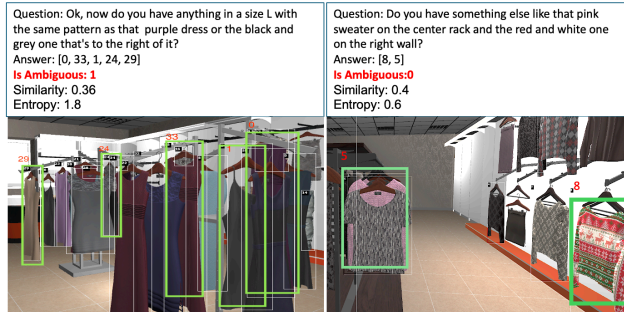 Question: Ok, now do you have anything in a size L with
the same pattern as that purple dress or the black and
grey one that's to the right of it?
Answer: [0, 33, 1, 24, 29]
Is Ambiguous: 1
Similarity: 0.36
Entropy: 1.8
Question: Do you have something else like that pink
sweater on the center rack and the red and white one
on the right wall?
Answer: [8, 5]
Is Ambiguous:0
Similarity: 0.4
Entropy: 0.6
29
24
33
5
8